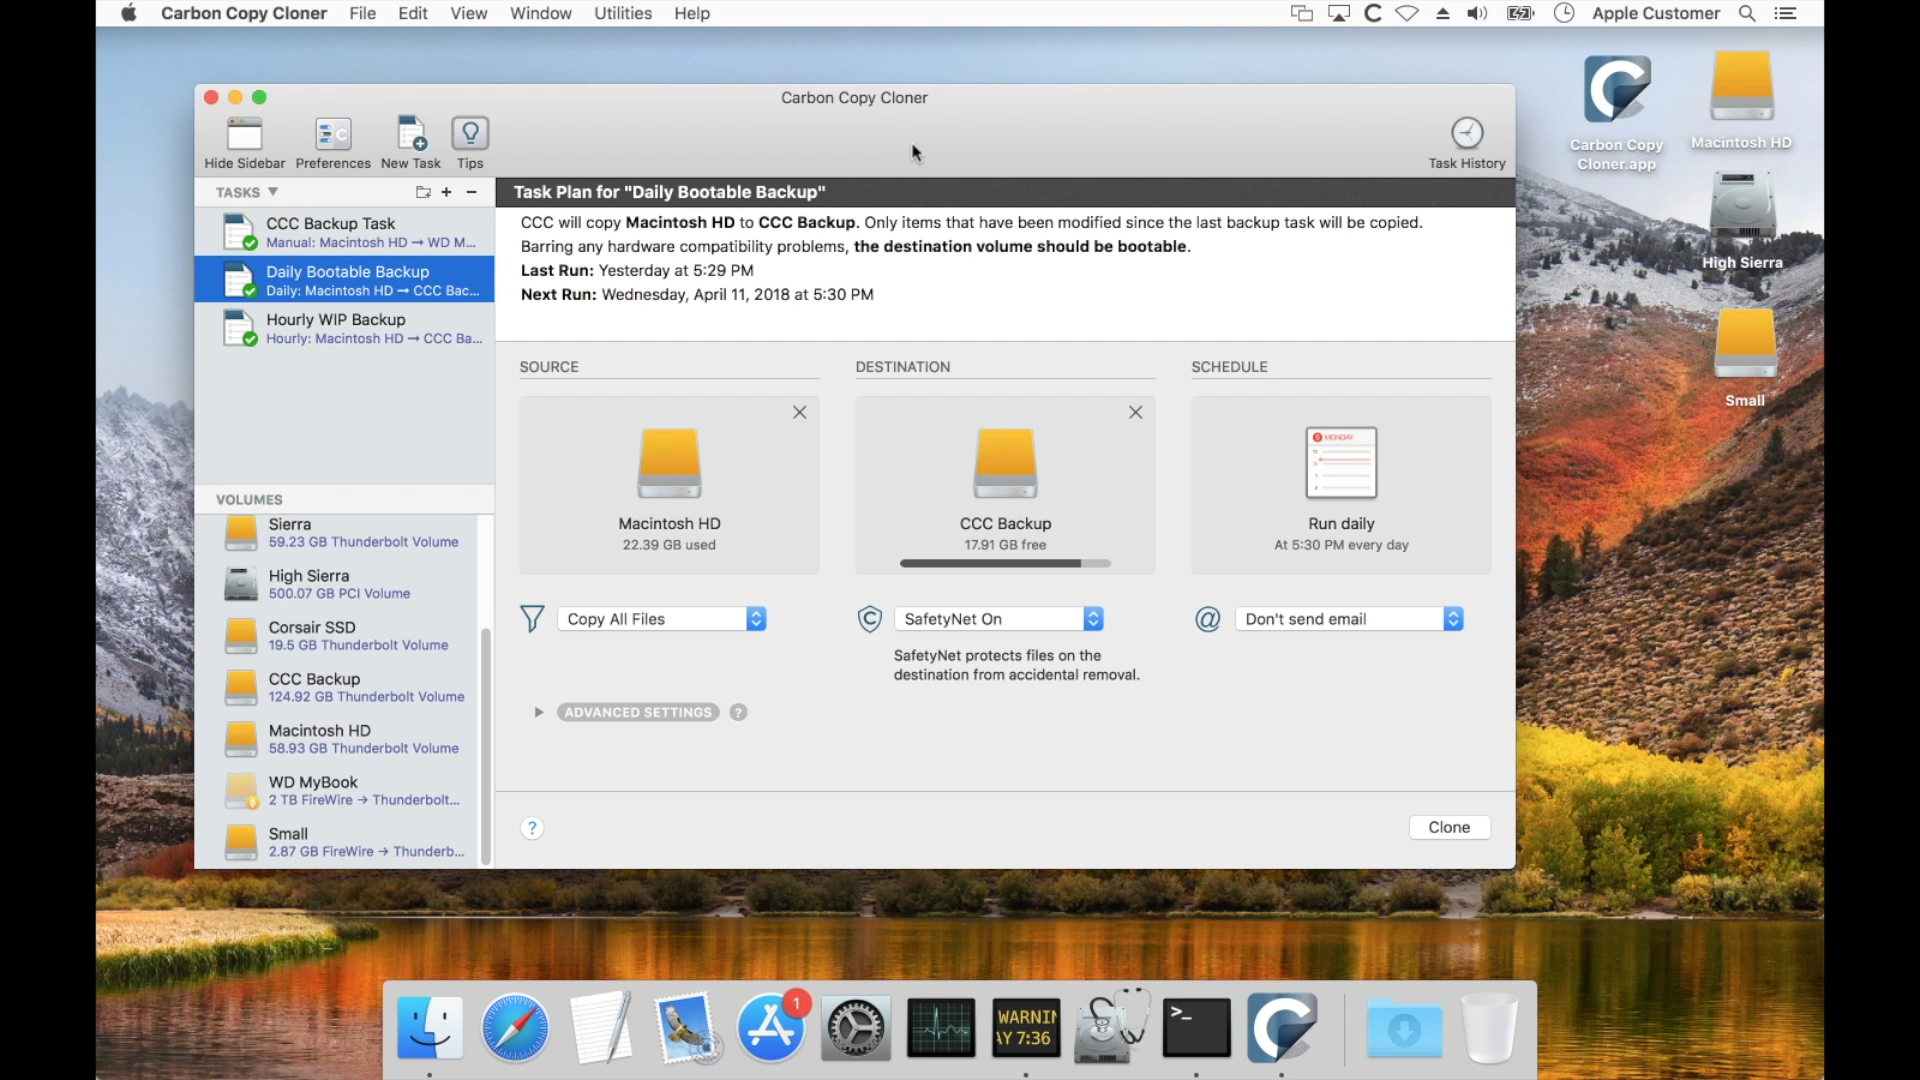 Carbon Copy Cloner File Edit View Window Utilities Help Apple Customer
Carbon Copy Cloner
Hide Sidebar Preferences New Task Tips Task History
TASKS
CCC Backup Task
Manual: Macintosh HD → WD M...
Daily Bootable Backup
Daily: Macintosh HD → CCC Bac...
Hourly WIP Backup
Hourly: Macintosh HD → CCC Ba...
VOLUMES
Sierra
59.23 GB Thunderbolt Volume
High Sierra
500.07 GB PCI Volume
Corsair SSD
19.5 GB Thunderbolt Volume
CCC Backup
124.92 GB Thunderbolt Volume
Macintosh HD
58.93 GB Thunderbolt Volume
WD MyBook
2 TB FireWire → Thunderbolt...
Small
2.87 GB FireWire → Thunderb...
Task Plan for "Daily Bootable Backup"
CCC will copy Macintosh HD to CCC Backup. Only items that have been modified since the last backup task will be copied.
Barring any hardware compatibility problems, the destination volume should be bootable.
Last Run: Yesterday at 5:29 PM
Next Run: Wednesday, April 11, 2018 at 5:30 PM
SOURCE
Macintosh HD
22.39 GB used
Copy All Files
DESTINATION
CCC Backup
17.91 GB free
SafetyNet On
SafetyNet protects files on the
destination from accidental removal.
SCHEDULE
MONDAY
Run daily
At 5:30 PM every day
@ Don't send email
ADVANCED SETTINGS ?
? Clone
Carbon Copy
Cloner.app
Macintosh HD
High Sierra
Small
1
WARNIN
AY 7:36
>_